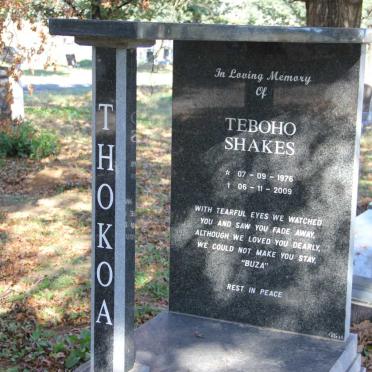 THOKOA
In Loving Memory
Of
TEBOHO
SHAKES
☆ 07 - 09 - 1976
† 06 - 11 - 2009
WITH TEARFUL EYES WE WATCHED
YOU AND SAW YOU FADE AWAY,
ALTHOUGH WE LOVED YOU DEARLY,
WE COULD NOT MAKE YOU STAY.
"BUZA"
REST IN PEACE